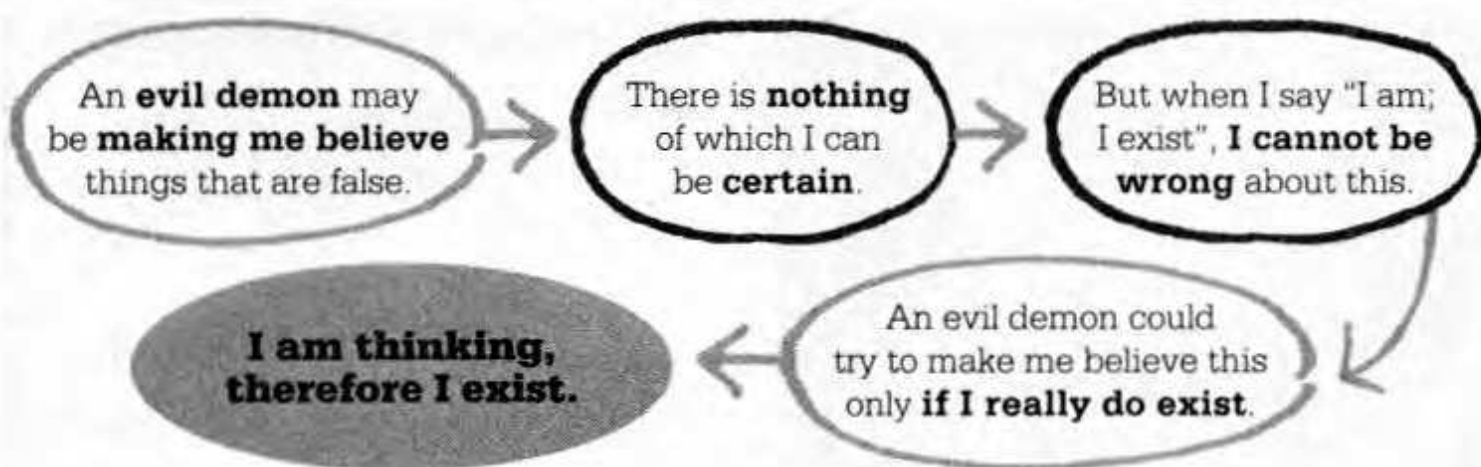 An evil demon may
be making me believe
things that are false.
There is nothing
of which I can
be certain.
But when I say "I am;
I exist", I cannot be
wrong about this.
An evil demon could
try to make me believe this
only if I really do exist.
I am thinking,
therefore I exist.